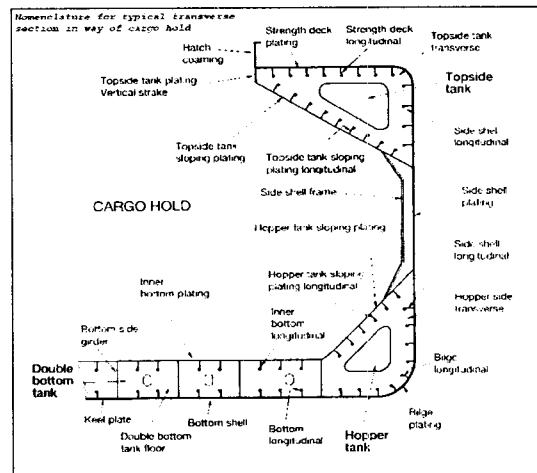 Nomenclature for typical transverse
section in way of cargo hold
Strength deck
plating
Strength deck
longitudinal
Topside tank
transverse
Hatch
coaming
Topside tank plating
Vertical strake
Topside
tank
Topside tank
sloping plating
Topside tank sloping
plating longitudinal
Side shel
longitudinal
Side shell frame
Side shell
plating
CARGO HOLD
Hopper tank sloping plating
Side shell
longitudinal
Hopper tank sloping
plating longitudinal
Inner
bottom plating
Hopper side
transverse
Bottom side
girder
Inner
bottom
longitudinal
Double
bottom
tank
Bilge
longitudinal
Keel plate
Double bottom
tank floor
Bottom shell
Bottom
longitudinal
Hopper
tank
Bilge
plating